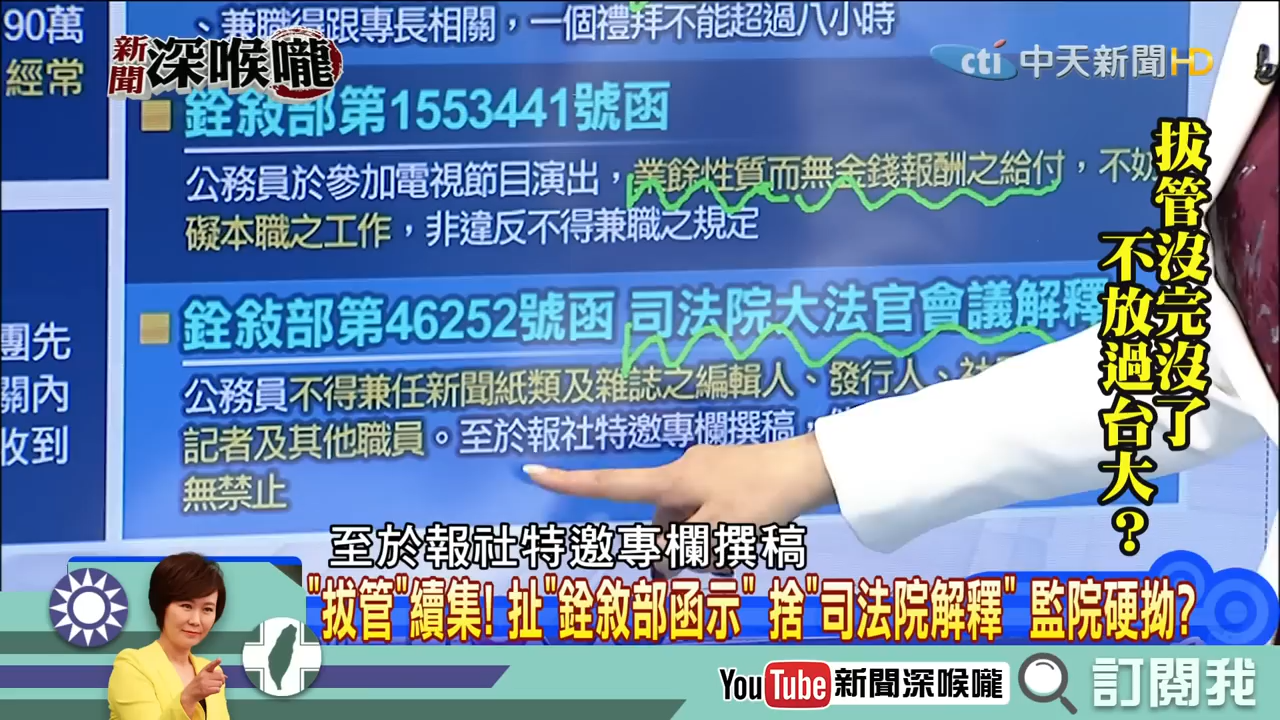 90萬
經常
新聞深喉嚨
、兼職得跟專長相關，一個禮拜不能超過八小時
cti 中天新聞HD
銓敘部第1553441號函
公務員於參加電視節目演出，業餘性質而無金錢報酬之給付，不妨
礙本職之工作，非違反不得兼職之規定
銓敘部第46252號函 司法院大法官會議解釋
公務員不得兼任新聞紙類及雜誌之編輯人、發行人、社
記者及其他職員。至於報社特邀專欄撰稿，
無禁止
團先
關內
收到
拔管沒完沒了
不放過台大？
至於報社特邀專欄撰稿
"拔管"續集! 扯"銓敘部函示" 捨"司法院解釋" 監院硬拗?
YouTube 新聞深喉嚨 訂閱我